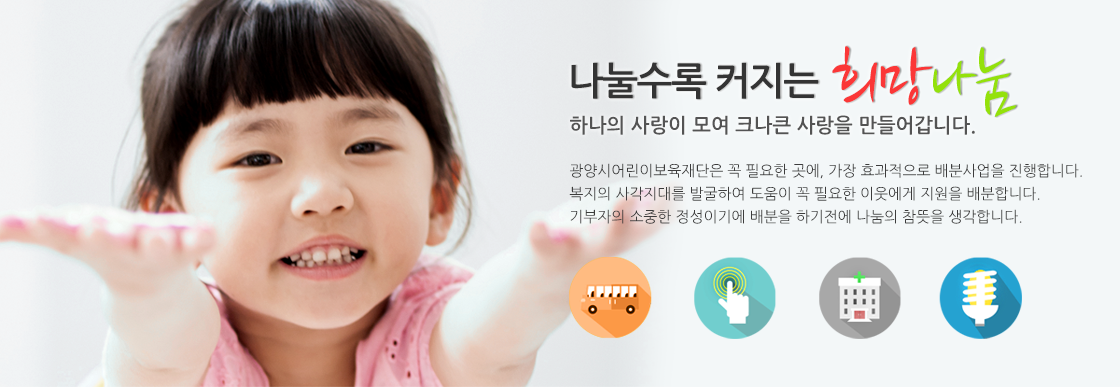 나눌수록 커지는 희망나눔
하나의 사랑이 모여 크나큰 사랑을 만들어갑니다.
광양시어린이보육재단은 꼭 필요한 곳에, 가장 효과적으로 배분사업을 진행합니다.
복지의 사각지대를 발굴하여 도움이 꼭 필요한 이웃에게 지원을 배분합니다.
기부자의 소중한 정성이기에 배분을 하기전에 나눔의 참뜻을 생각합니다.